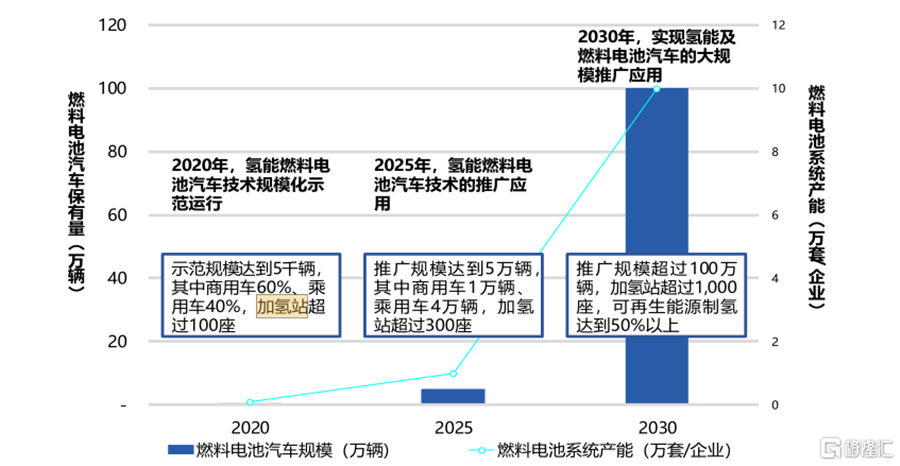 120
100
80
60
40
20
-
燃料电池汽车保有量（万辆）
2020年，氢能燃料电
池汽车技术规模化示
范运行
2025年，氢能燃料电
池汽车技术的推广应
用
2030年，实现氢能及
燃料电池汽车的大规
模推广应用
示范规模达到5千辆，
其中商用车60%、乘
用车40%，加氢站超
过100座
推广规模达到5万辆，
其中商用车1万辆、
乘用车4万辆，加氢
站超过300座
推广规模超过100万
辆，加氢站超过1,000
座，可再生能源制氢
达到50%以上
12
10
8
6
4
2
0
燃料电池系统产能（万套/企业）
2020
2025
2030
燃料电池汽车规模（万辆）
燃料电池系统产能（万套/企业）
格隆汇